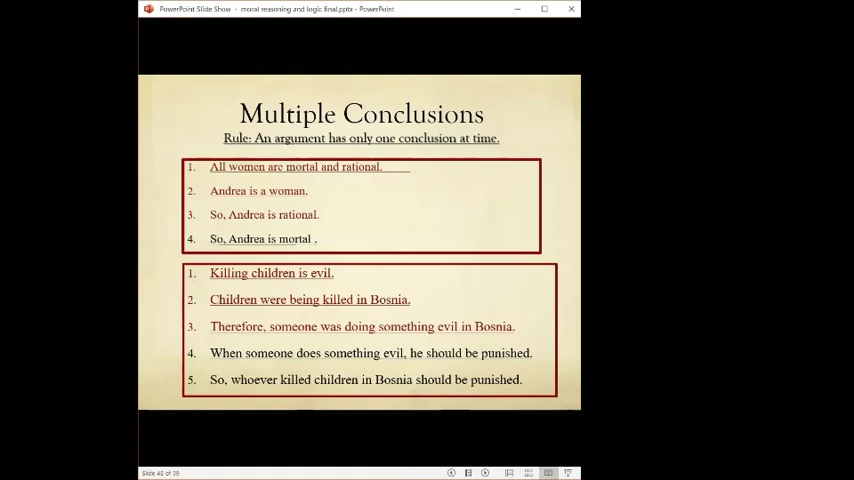 PowerPoint Slide Show - moral reasoning and logic final.pptx - PowerPoint
Multiple Conclusions
Rule: An argument has only one conclusion at time.
1. All women are mortal and rational.
2. Andrea is a woman.
3. So, Andrea is rational.
4. So, Andrea is mortal .
1. Killing children is evil.
2. Children were being killed in Bosnia.
3. Therefore, someone was doing something evil in Bosnia.
4. When someone does something evil, he should be punished.
5. So, whoever killed children in Bosnia should be punished.